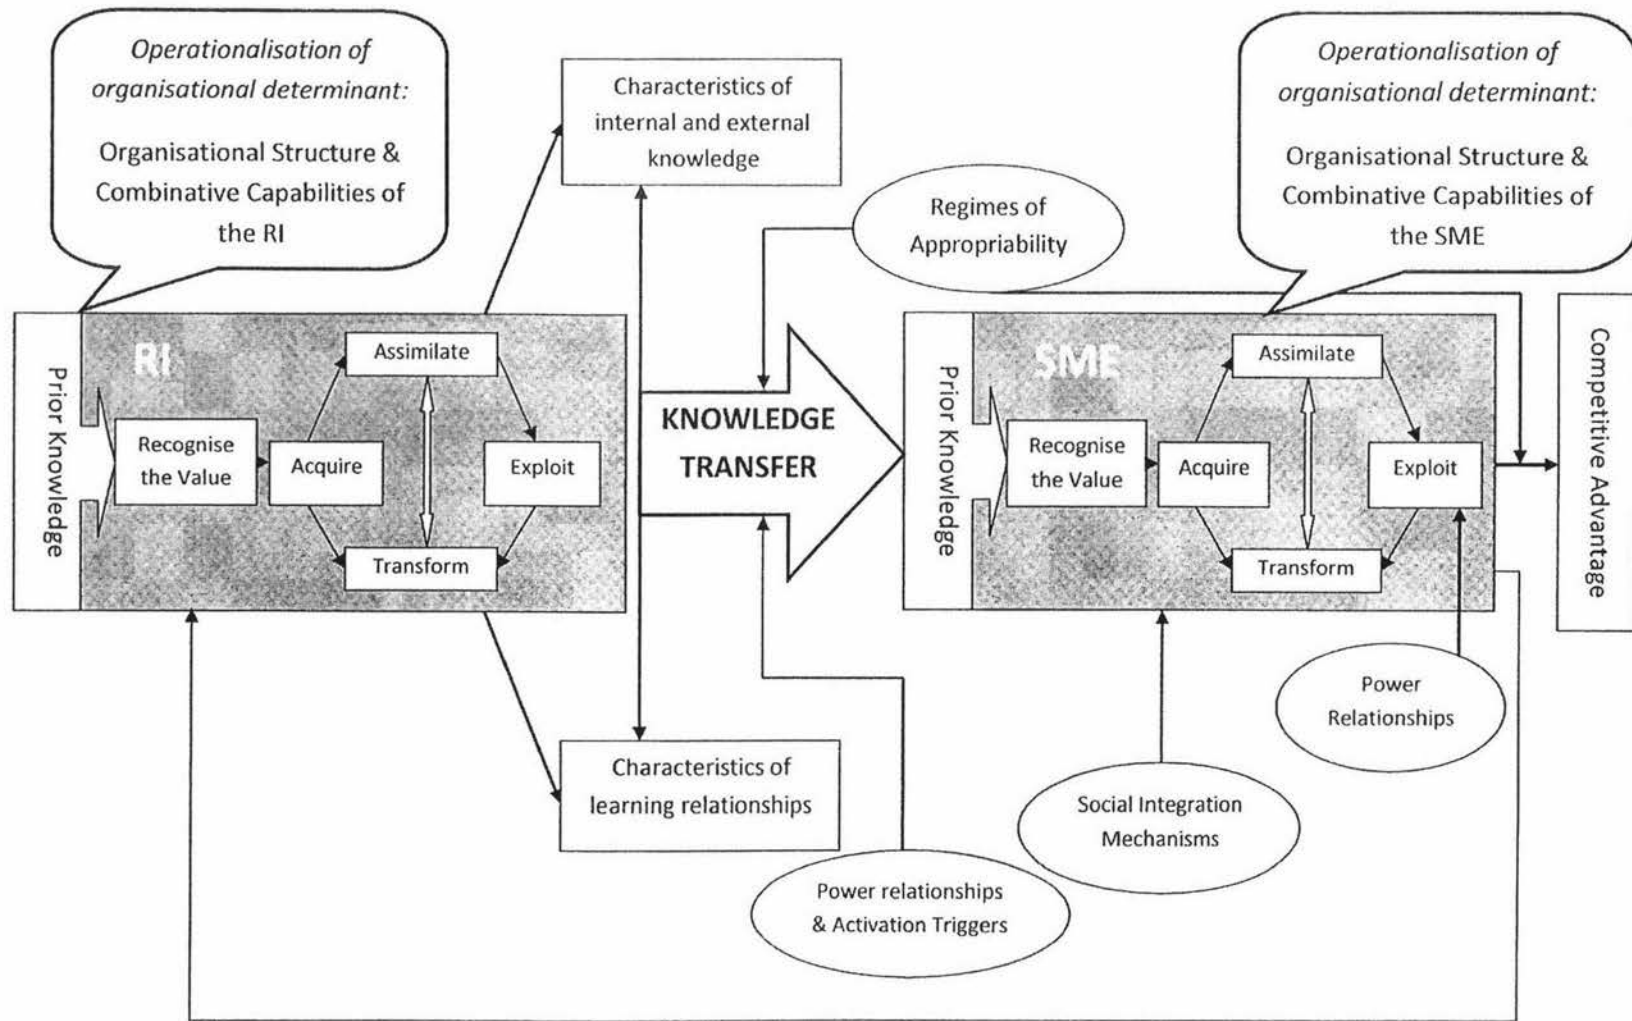 Operationalisation of
organisational determinant:
Organisational Structure &
Combinative Capabilities of
the RI
Characteristics of
internal and external
knowledge
Regimes of
Appropriability
Operationalisation of
organisational determinant:
Organisational Structure &
Combinative Capabilities of
the SME
Prior Knowledge
RI
Recognise
the Value
Acquire
Assimilate
Exploit
Transform
KNOWLEDGE
TRANSFER
Prior Knowledge
SME
Recognise
the Value
Acquire
Assimilate
Exploit
Transform
Competitive Advantage
Characteristics of
learning relationships
Power relationships
& Activation Triggers
Social Integration
Mechanisms
Power
Relationships